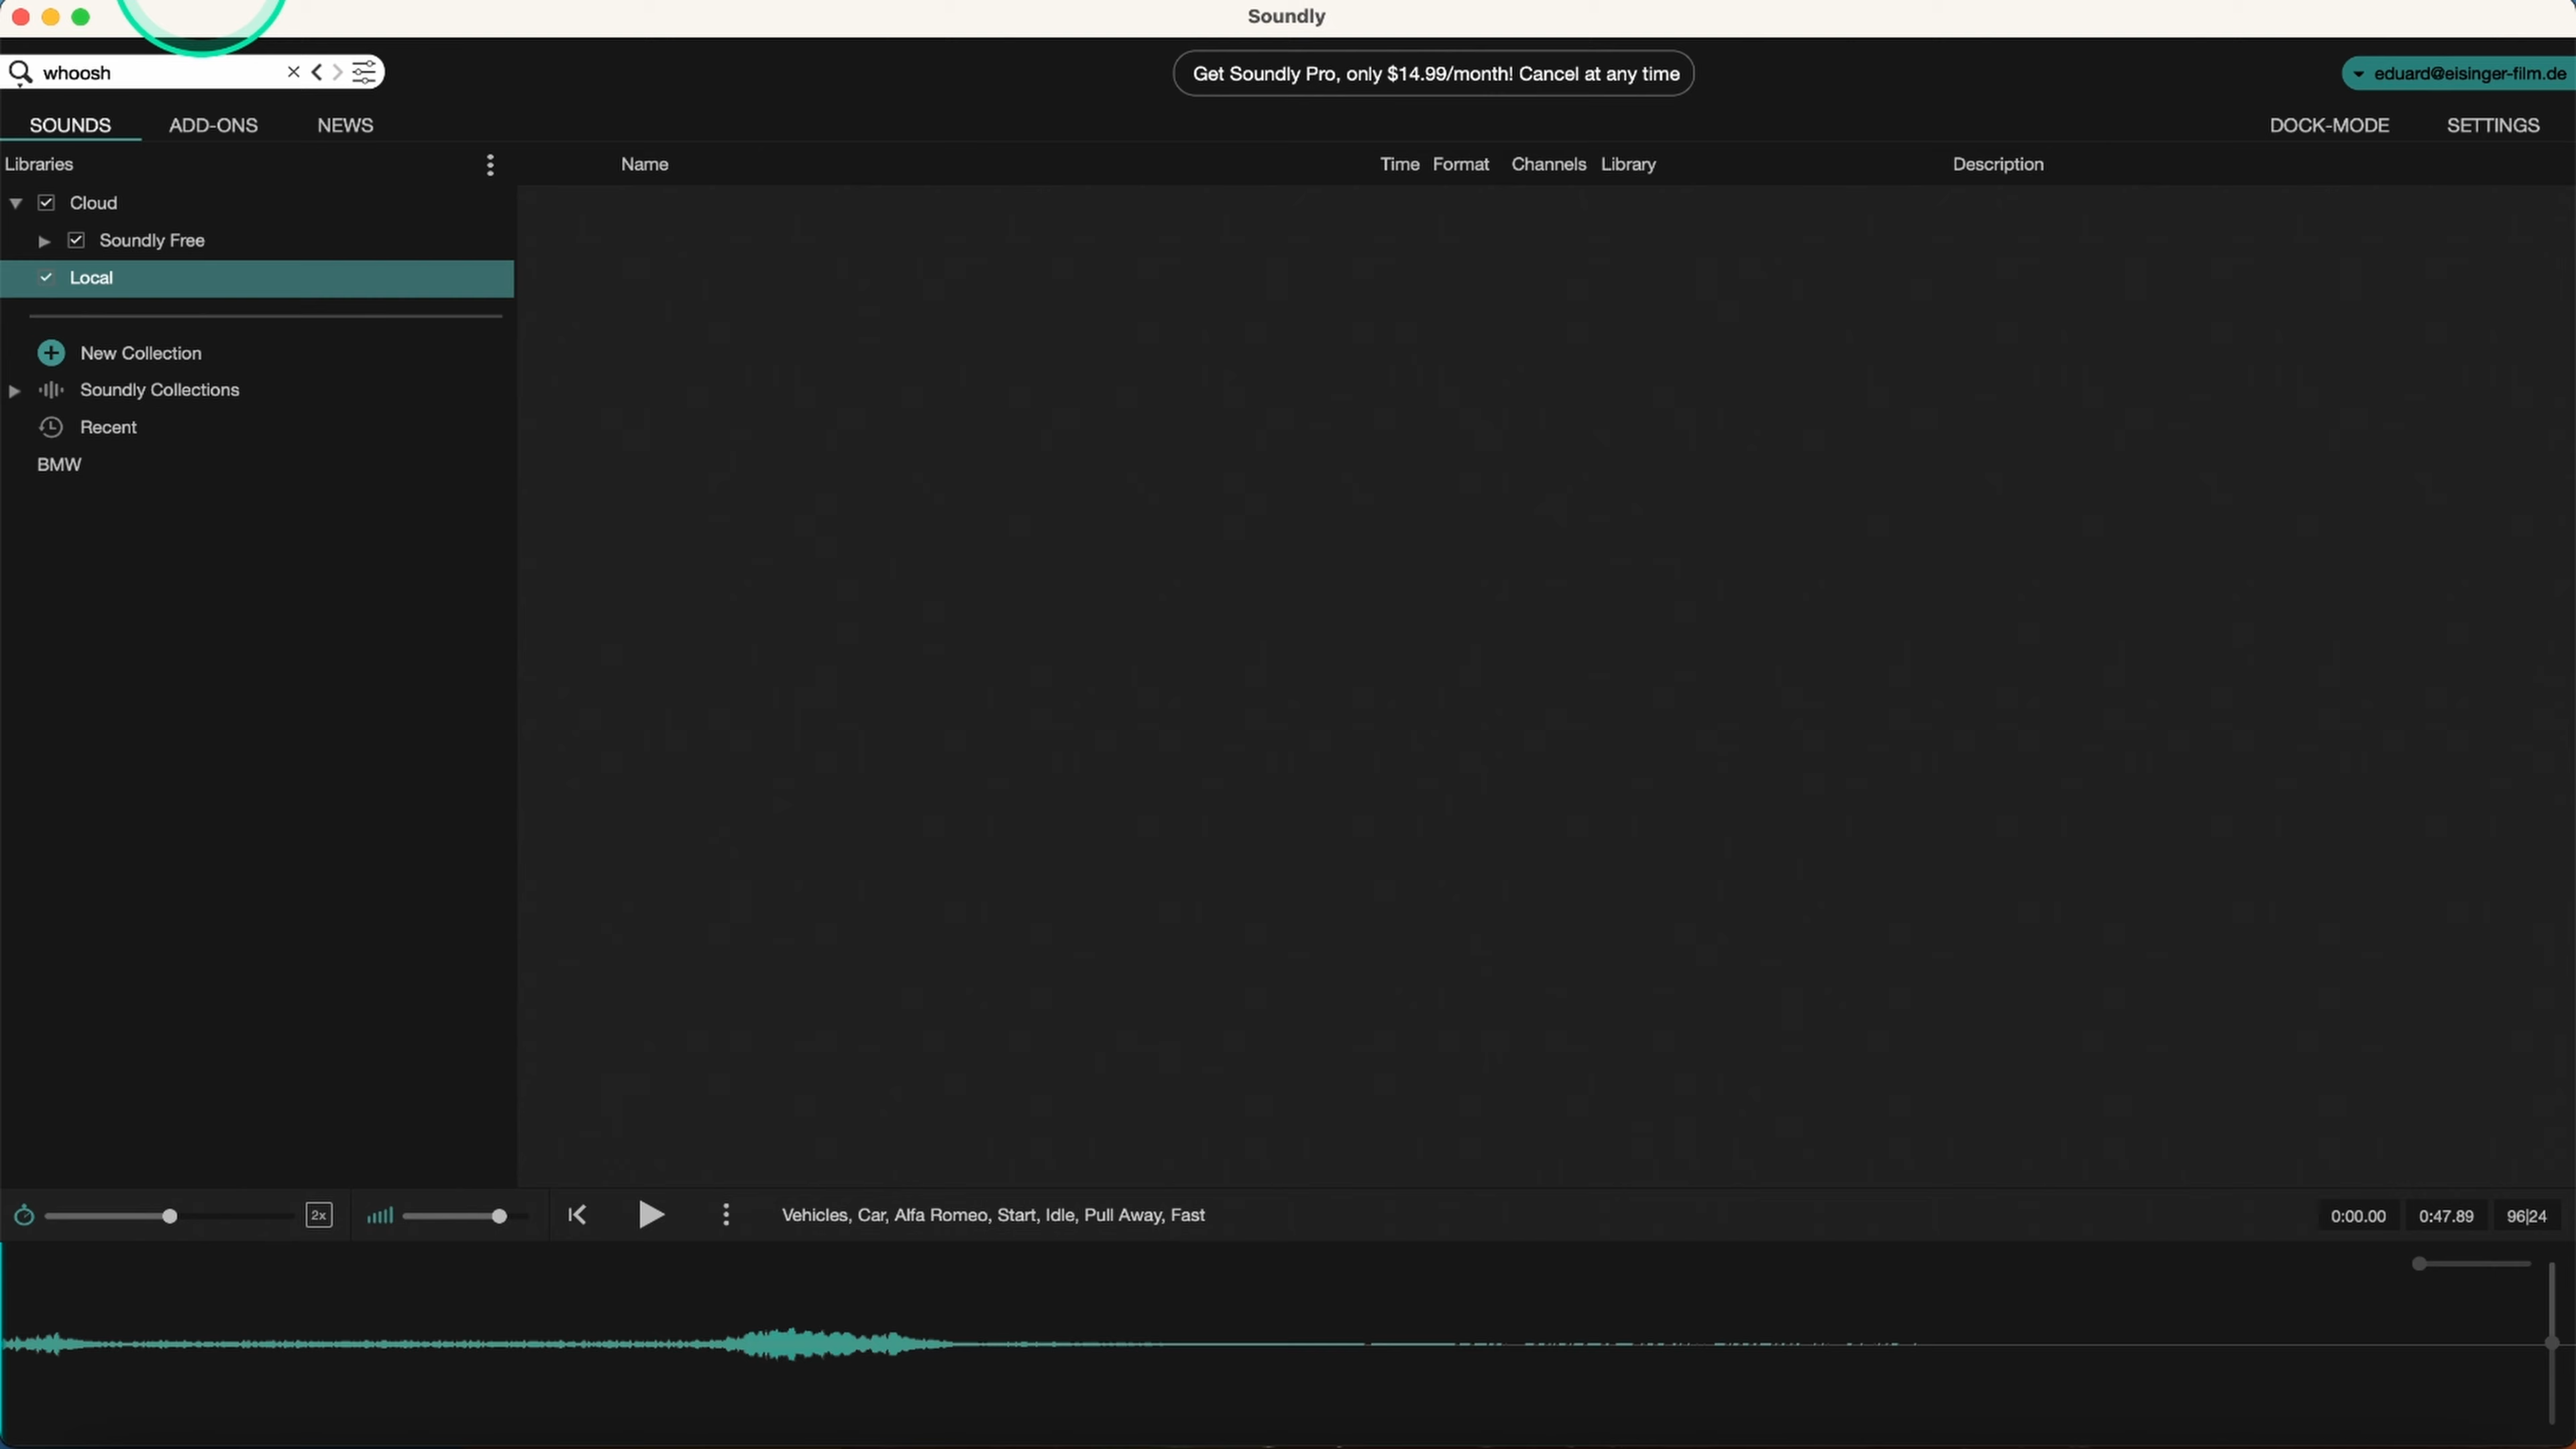 Soundly
whoosh
Get Soundly Pro, only $14.99/month! Cancel at any time
eduard@eisinger-film.de
SOUNDS ADD-ONS NEWS DOCK-MODE SETTINGS
Libraries
Name Time Format Channels Library Description
Cloud
Soundly Free
Local
New Collection
Soundly Collections
Recent
BMW
2x
Vehicles, Car, Alfa Romeo, Start, Idle, Pull Away, Fast
0:00.00 0:47.89 96|24